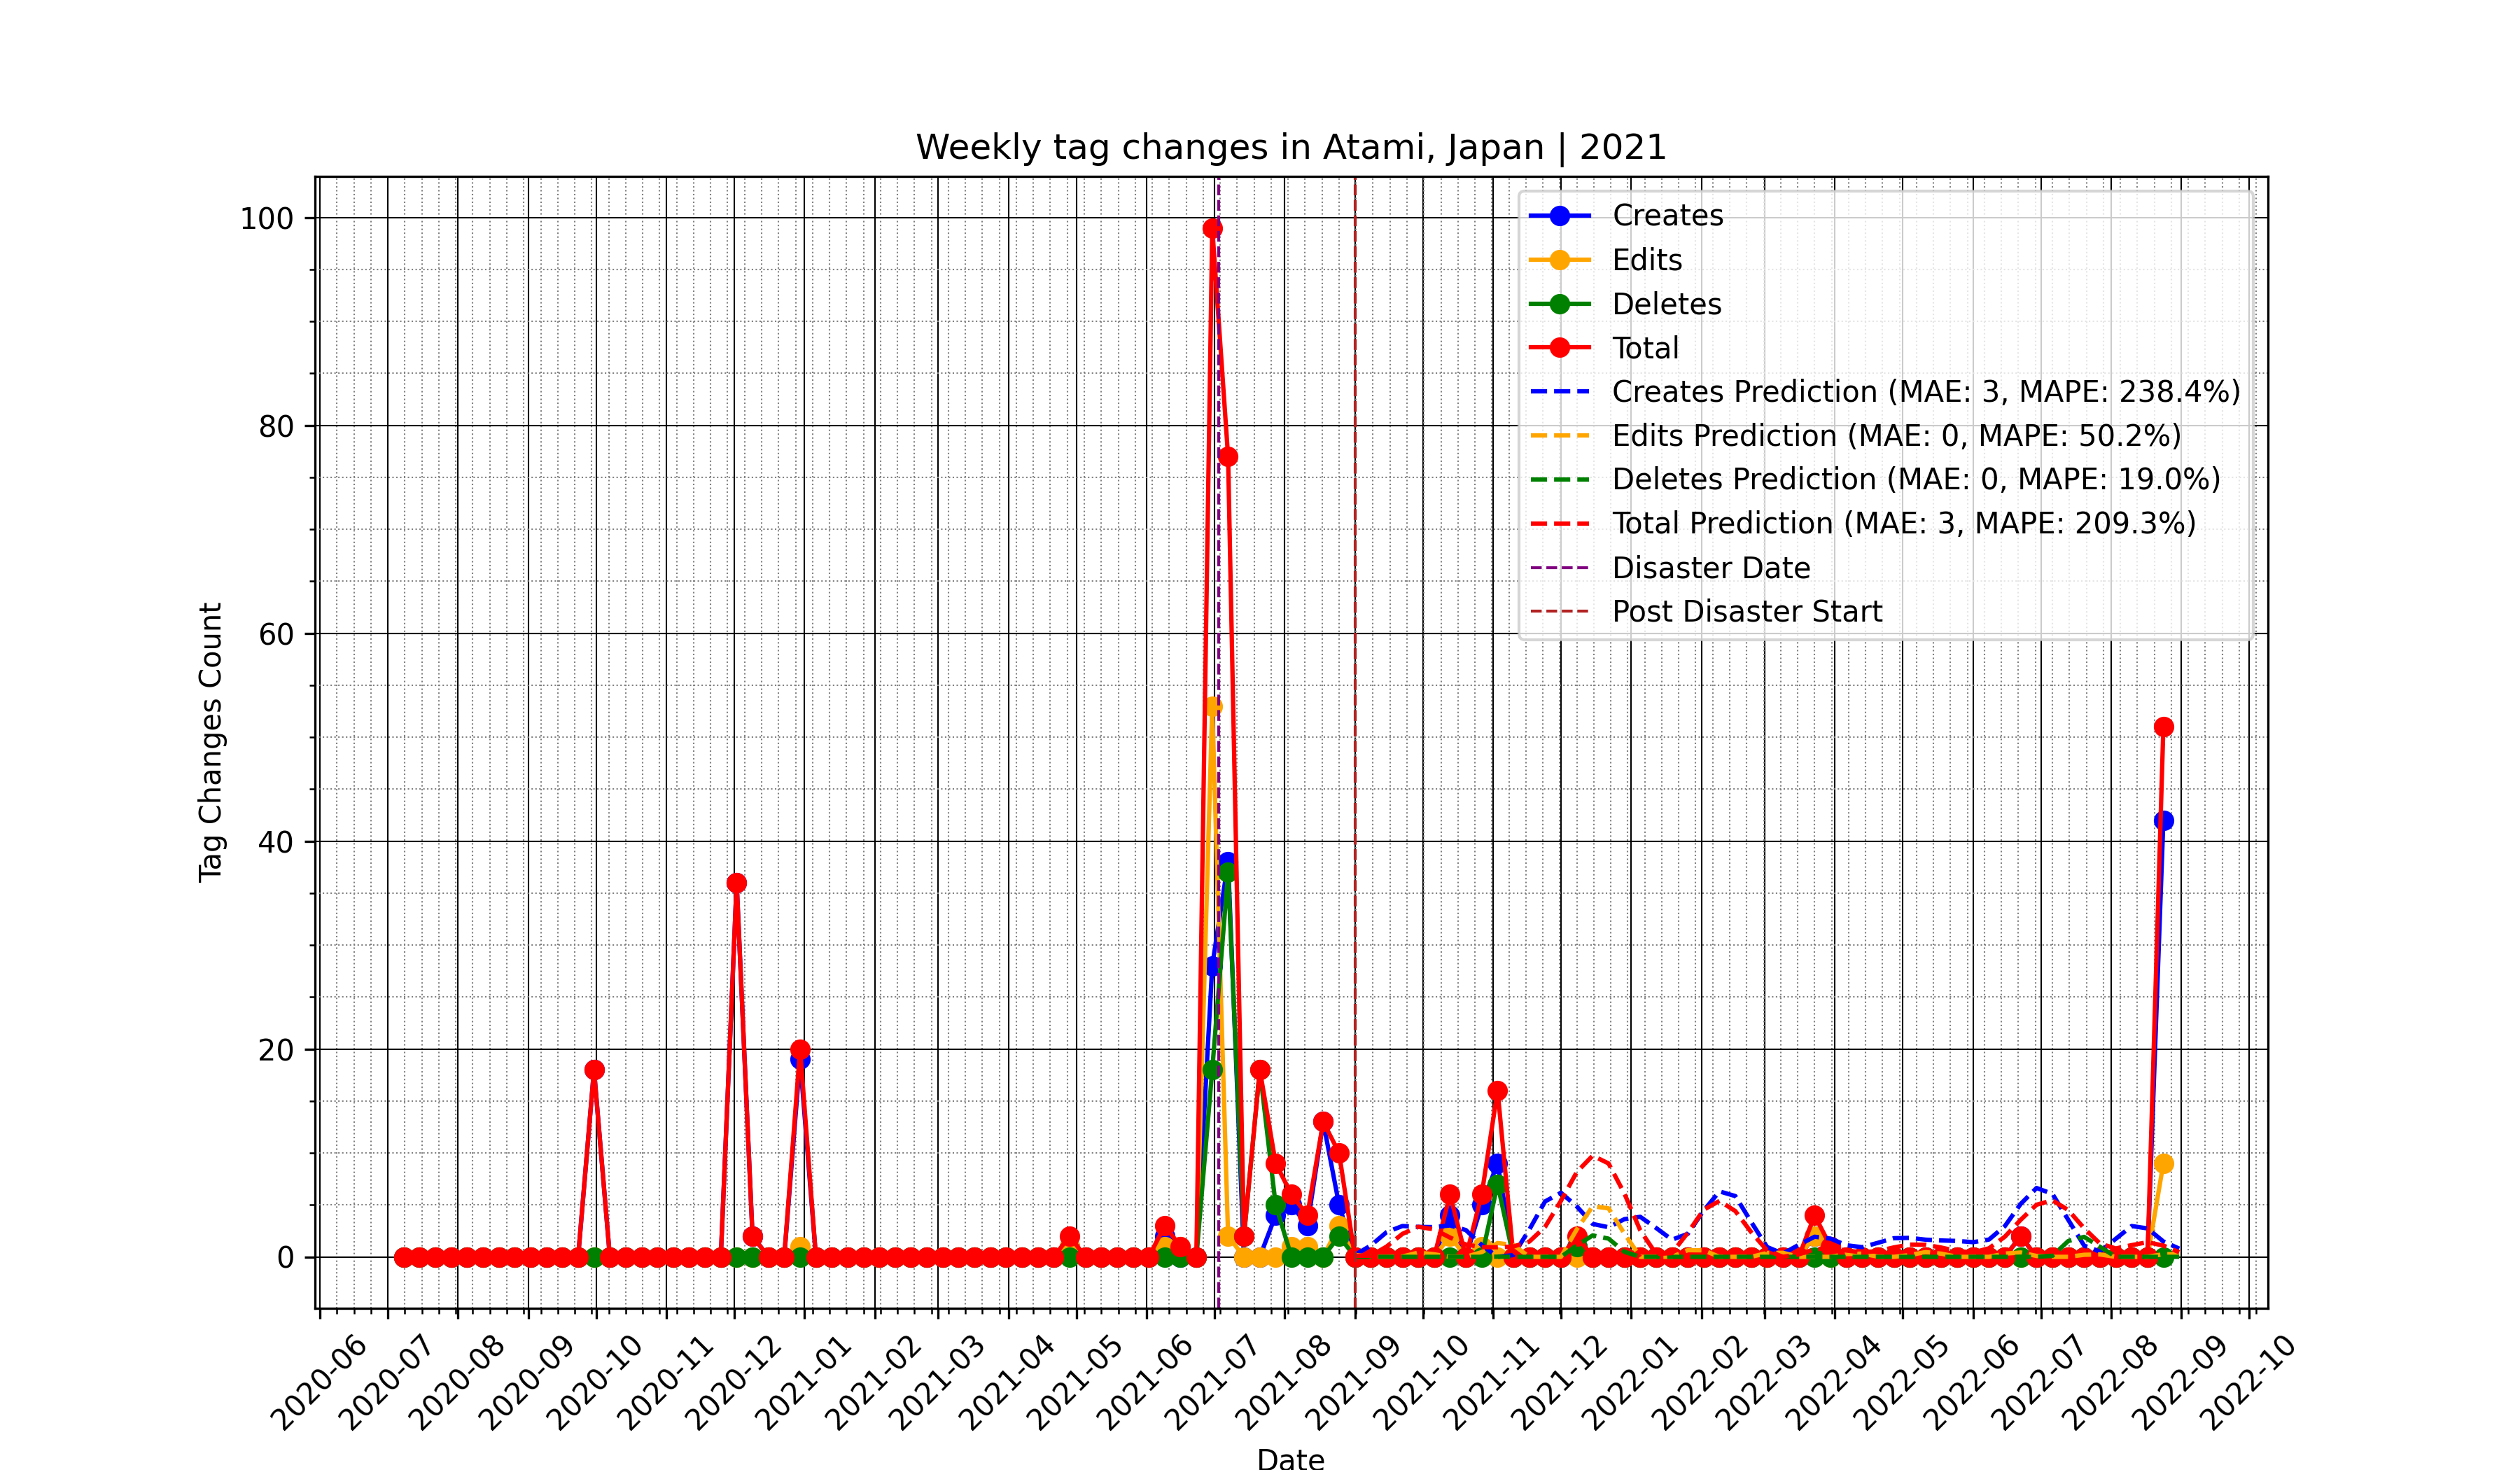 Weekly tag changes in Atami, Japan | 2021
Tag Changes Count
100
80
60
40
20
0
Creates
Edits
Deletes
Total
Creates Prediction (MAE: 3, MAPE: 238.4%)
Edits Prediction (MAE: 0, MAPE: 50.2%)
Deletes Prediction (MAE: 0, MAPE: 19.0%)
Total Prediction (MAE: 3, MAPE: 209.3%)
Disaster Date
Post Disaster Start
2020-06
2020-07
2020-08
2020-09
2020-10
2020-11
2020-12
2021-01
2021-02
2021-03
2021-04
2021-05
2021-06
2021-07
2021-08
2021-09
2021-10
2021-11
2021-12
2022-01
2022-02
2022-03
2022-04
2022-05
2022-06
2022-07
2022-08
2022-09
2022-10
Date